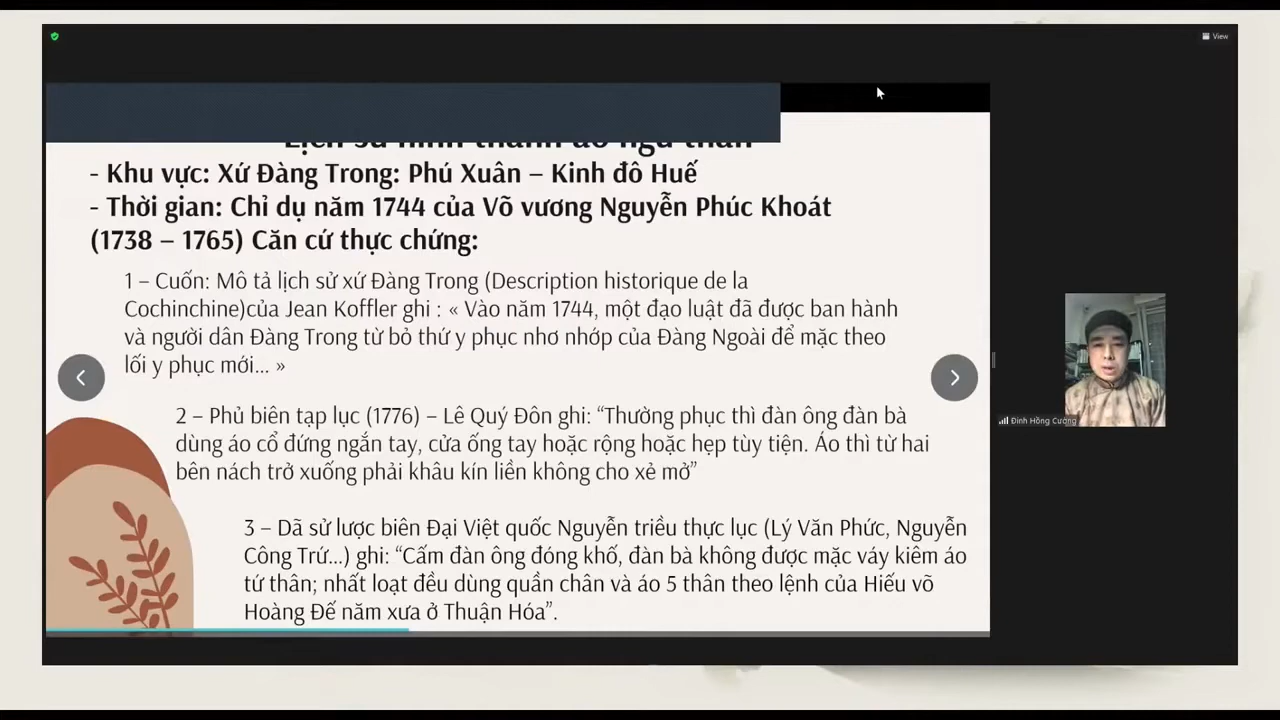 View
Lịch sử hình thành áo ngũ thân
- Khu vực: Xứ Đàng Trong: Phú Xuân – Kinh đô Huế
- Thời gian: Chỉ dụ năm 1744 của Võ vương Nguyễn Phúc Khoát
(1738 – 1765) Căn cứ thực chứng:
1 – Cuốn: Mô tả lịch sử xứ Đàng Trong (Description historique de la
Cochinchine)của Jean Koffler ghi : « Vào năm 1744, một đạo luật đã được ban hành
và người dân Đàng Trong từ bỏ thứ y phục nhơ nhớp của Đàng Ngoài để mặc theo
lối y phục mới... »
2 – Phủ biên tạp lục (1776) – Lê Quý Đôn ghi: “Thường phục thì đàn ông đàn bà
dùng áo cổ đứng ngắn tay, cửa ống tay hoặc rộng hoặc hẹp tùy tiện. Áo thì từ hai
bên nách trở xuống phải khâu kín liền không cho xẻ mở”
3 – Dã sử lược biên Đại Việt quốc Nguyễn triều thực lục (Lý Văn Phức, Nguyễn
Công Trứ...) ghi: “Cấm đàn ông đóng khố, đàn bà không được mặc váy kiêm áo
tứ thân; nhất loạt đều dùng quần chân và áo 5 thân theo lệnh của Hiếu võ
Hoàng Đế năm xưa ở Thuận Hóa”.
Đinh Hồng Cường